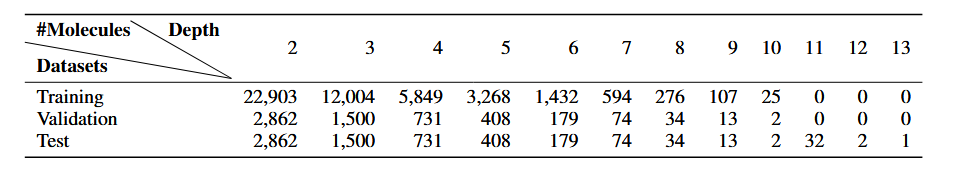 #Molecules Depth
2 3 4 5 6 7 8 9 10 11 12 13
Datasets
Training 22,903 12,004 5,849 3,268 1,432 594 276 107 25 0 0 0
Validation 2,862 1,500 731 408 179 74 34 13 2 0 0 0
Test 2,862 1,500 731 408 179 74 34 13 2 32 2 1